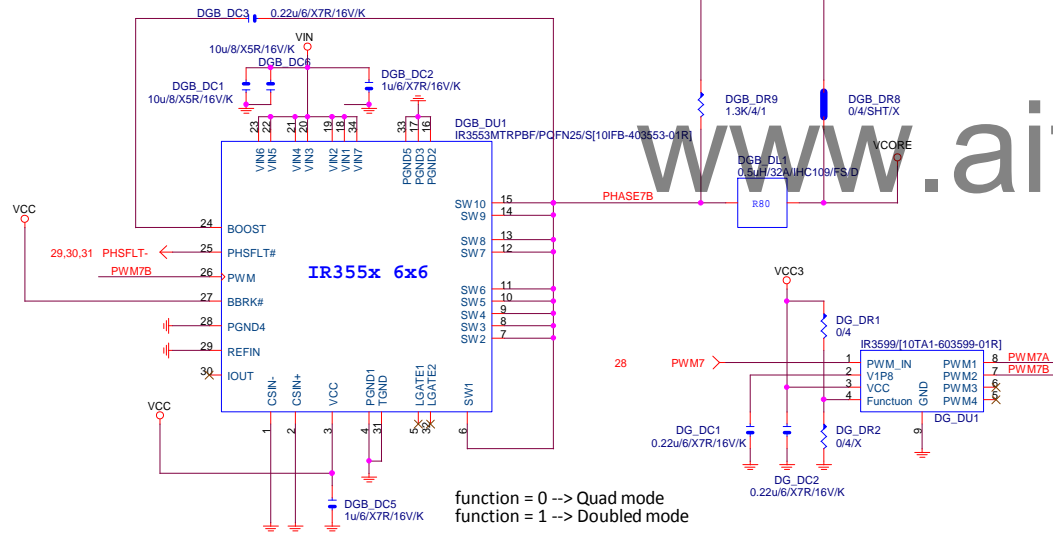 DGB_DC3
0.22u/6/X7R/16V/K
VIN
10u/8/X5R/16V/K
DGB_DC6
DGB_DC1
10u/8/X5R/16V/K
DGB_DC2
1u/6/X7R/16V/K
DGB_DU1
IR3553MTRPBF/PQFN25/S[10IFB-403553-01R]
23
22
21
20
19
18
34
33
17
16
VIN6
VIN5
VIN4
VIN3
VIN2
VIN1
VIN7
PGND5
PGND3
PGND2
DGB_DR9
1.3K/4/1
DGB_DR8
0/4/SHT/X
www.ai
VCORE
DGB_DL1
0.5uH/32A/IHC109/FS/D
R80
PHASE7B
VCC
24
BOOST
29,30,31 PHSFLT-
25
PHSFLT#
PWM7B
26
PWM
27
BBRK#
28
PGND4
29
REFIN
30
IOUT
IR355x 6x6
SW10
15
SW9
14
SW8
13
SW7
12
SW6
11
SW5
10
SW4
9
SW3
8
SW2
7
CSIN-
CSIN+
VCC
PGND1
TGND
LGATE1
LGATE2
SW1
1
2
3
4
31
5
32
6
VCC
DGB_DC5
1u/6/X7R/16V/K
VCC3
DG_DR1
0/4
IR3599/[10TA1-603599-01R]
28 PWM7
1
PWM_IN
2
V1P8
3
VCC
4
Functuon
GND
9
PWM1
8
PWM7A
PWM2
7
PWM7B
PWM3
6
PWM4
5
DG_DU1
DG_DC1
0.22u/6/X7R/16V/K
DG_DR2
0/4/X
DG_DC2
0.22u/6/X7R/16V/K
function = 0 --> Quad mode
function = 1 --> Doubled mode